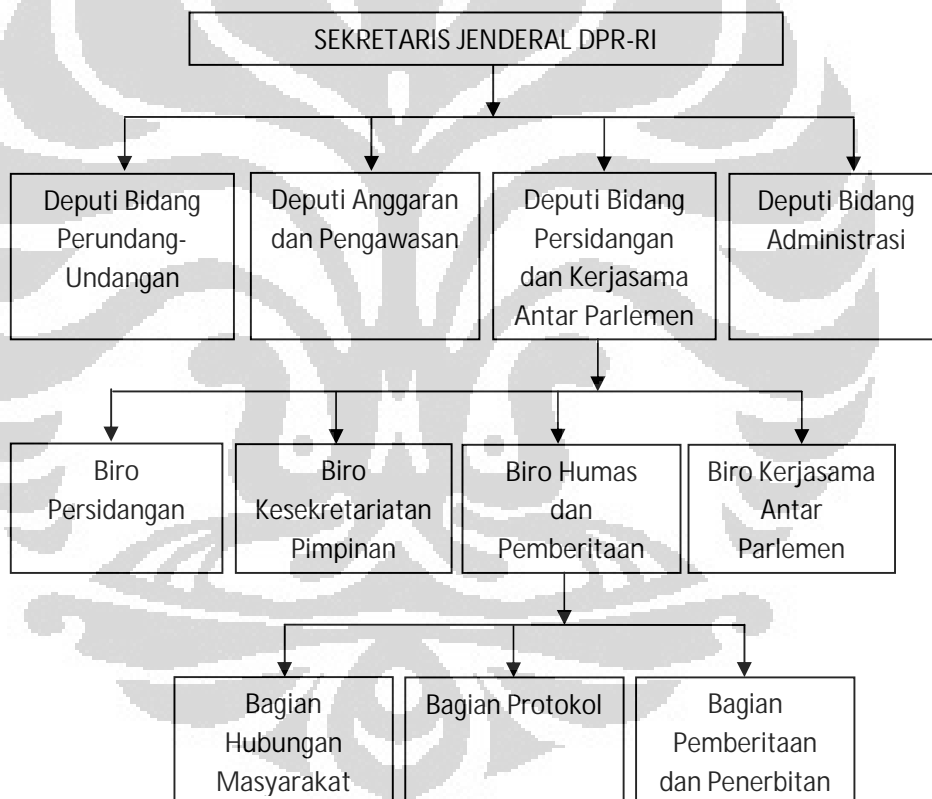 SEKRETARIS JENDERAL DPR-RI
Deputi Bidang
Perundang-
Undangan
Deputi Anggaran
dan Pengawasan
Deputi Bidang
Persidangan
dan Kerjasama
Antar Parlemen
Deputi Bidang
Administrasi
Biro
Persidangan
Biro
Kesekretariatan
Pimpinan
Biro Humas
dan
Pemberitaan
Biro Kerjasama
Antar
Parlemen
Bagian
Hubungan
Masyarakat
Bagian Protokol
Bagian
Pemberitaan
dan Penerbitan